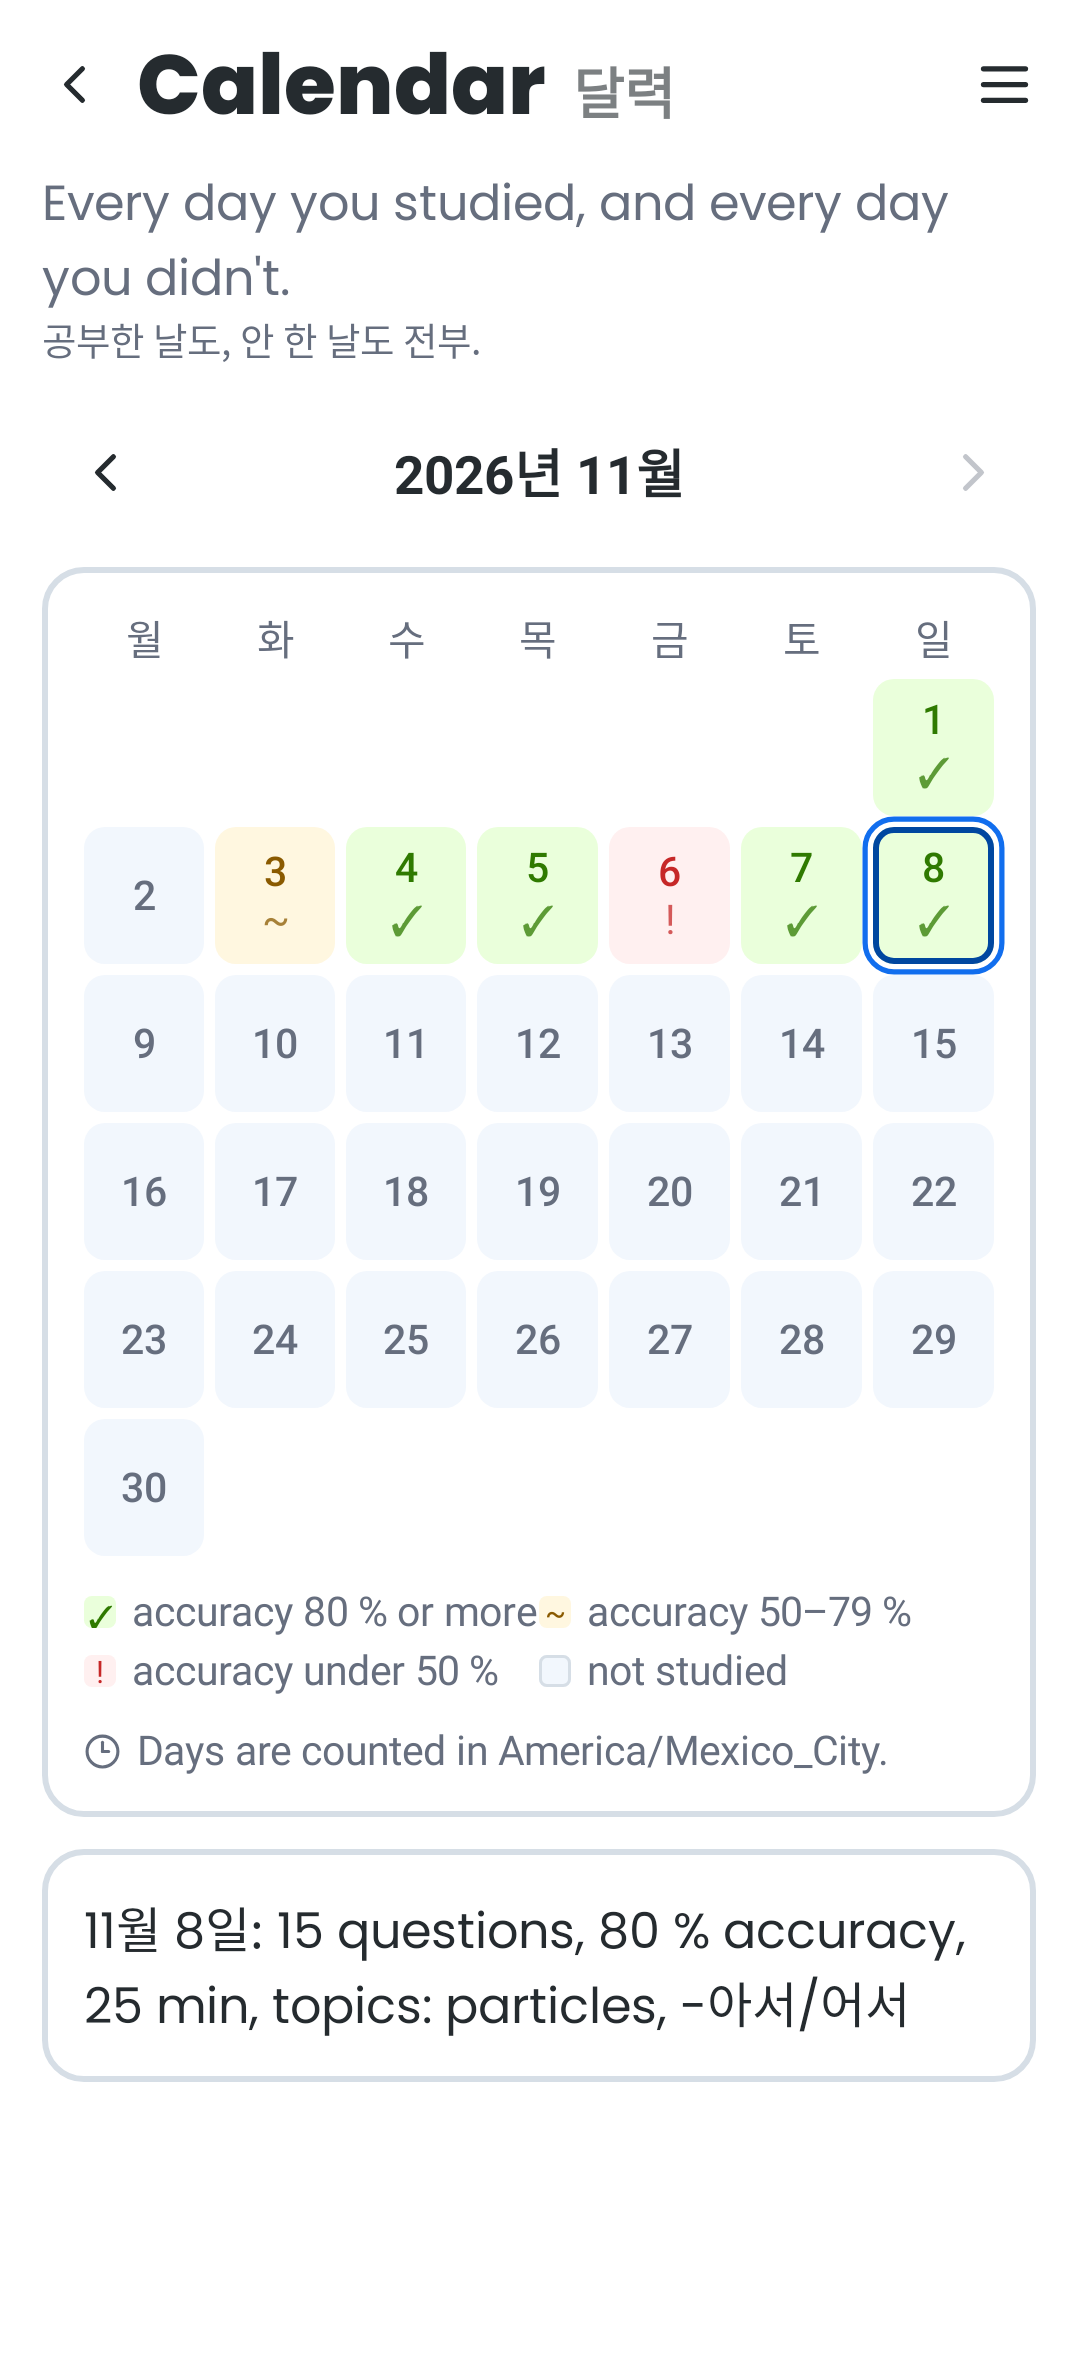 Calendar 달력
Every day you studied, and every day
you didn't.
공부한 날도, 안 한 날도 전부.
2026년 11월
월 화 수 목 금 토 일
1
✓
2 3 4 5 6 7 8
~ ✓ ✓ ! ✓ ✓
9 10 11 12 13 14 15
16 17 18 19 20 21 22
23 24 25 26 27 28 29
30
✓ accuracy 80 % or more ~ accuracy 50–79 %
! accuracy under 50 % not studied
Days are counted in America/Mexico_City.
11월 8일: 15 questions, 80 % accuracy,
25 min, topics: particles, -아서/어서